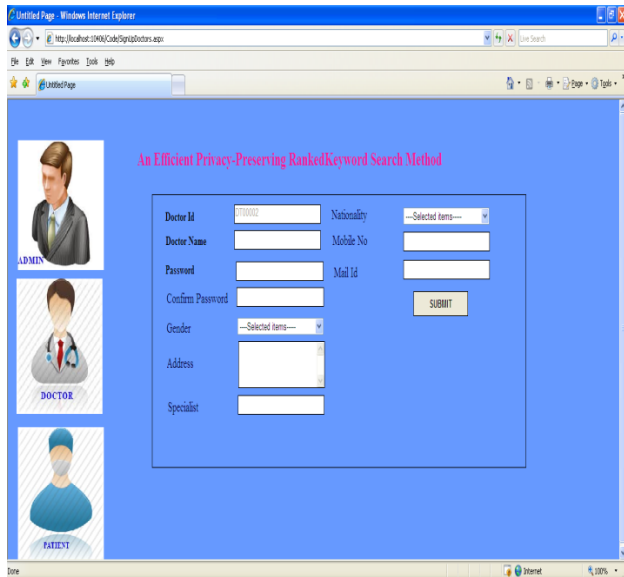 Untitled Page - Windows Internet Explorer
http://localhost:10406/Code/SignUpDoctors.aspx
Live Search
File Edit View Favorites Tools Help
Untitled Page
Page Tools
An Efficient Privacy-Preserving RankedKeyword Search Method
ADMIN
DOCTOR
PATIENT
Doctor Id DT00002 Nationality ---Selected items-----
Doctor Name Mobile No
Password Mail Id
Confirm Password SUBMIT
Gender ---Selected items-----
Address
Specialist
Done Internet 100%